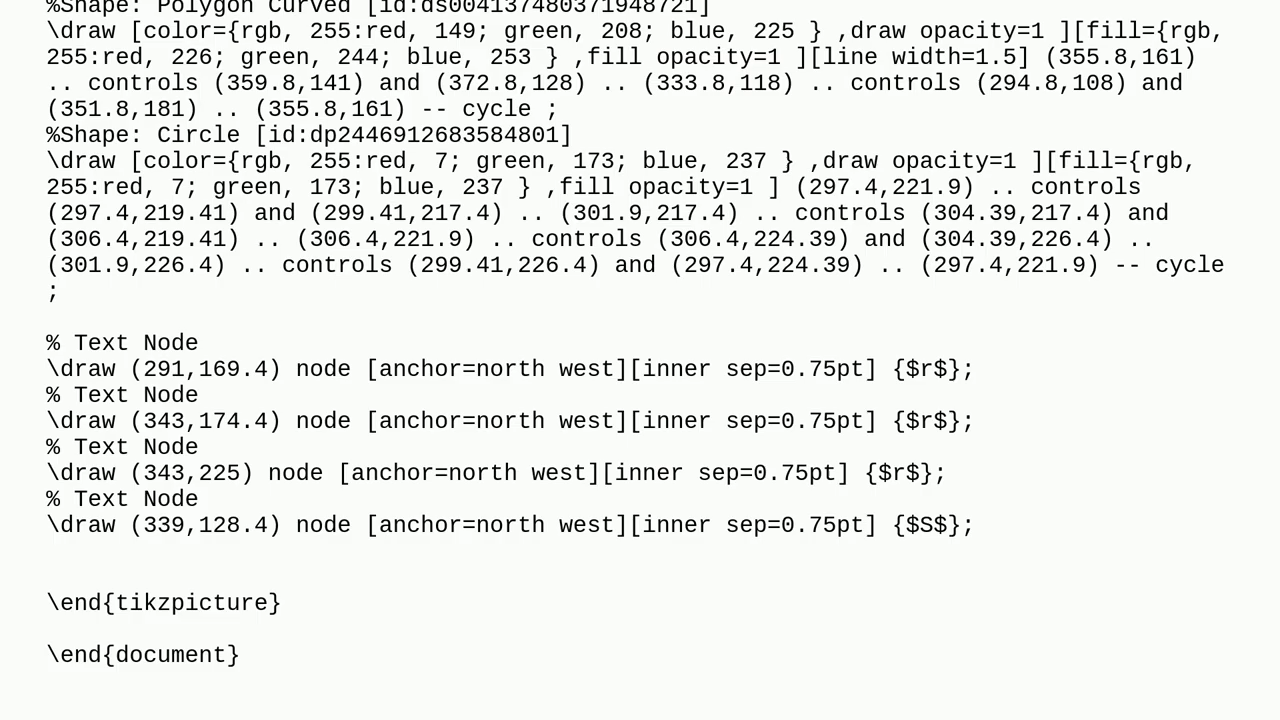 %Shape: Polygon Curved [id:ds004137480371948721]
\draw [color={rgb, 255:red, 149; green, 208; blue, 225 } ,draw opacity=1 ][fill={rgb,
255:red, 226; green, 244; blue, 253 } ,fill opacity=1 ][line width=1.5] (355.8,161)
.. controls (359.8,141) and (372.8,128) .. (333.8,118) .. controls (294.8,108) and
(351.8,181) .. (355.8,161) -- cycle ;
%Shape: Circle [id:dp2446912683584801]
\draw [color={rgb, 255:red, 7; green, 173; blue, 237 } ,draw opacity=1 ][fill={rgb,
255:red, 7; green, 173; blue, 237 } ,fill opacity=1 ] (297.4,221.9) .. controls
(297.4,219.41) and (299.41,217.4) .. (301.9,217.4) .. controls (304.39,217.4) and
(306.4,219.41) .. (306.4,221.9) .. controls (306.4,224.39) and (304.39,226.4) ..
(301.9,226.4) .. controls (299.41,226.4) and (297.4,224.39) .. (297.4,221.9) -- cycle
;
% Text Node
\draw (291,169.4) node [anchor=north west][inner sep=0.75pt] {$r$};
% Text Node
\draw (343,174.4) node [anchor=north west][inner sep=0.75pt] {$r$};
% Text Node
\draw (343,225) node [anchor=north west][inner sep=0.75pt] {$r$};
% Text Node
\draw (339,128.4) node [anchor=north west][inner sep=0.75pt] {$S$};
\end{tikzpicture}
\end{document}